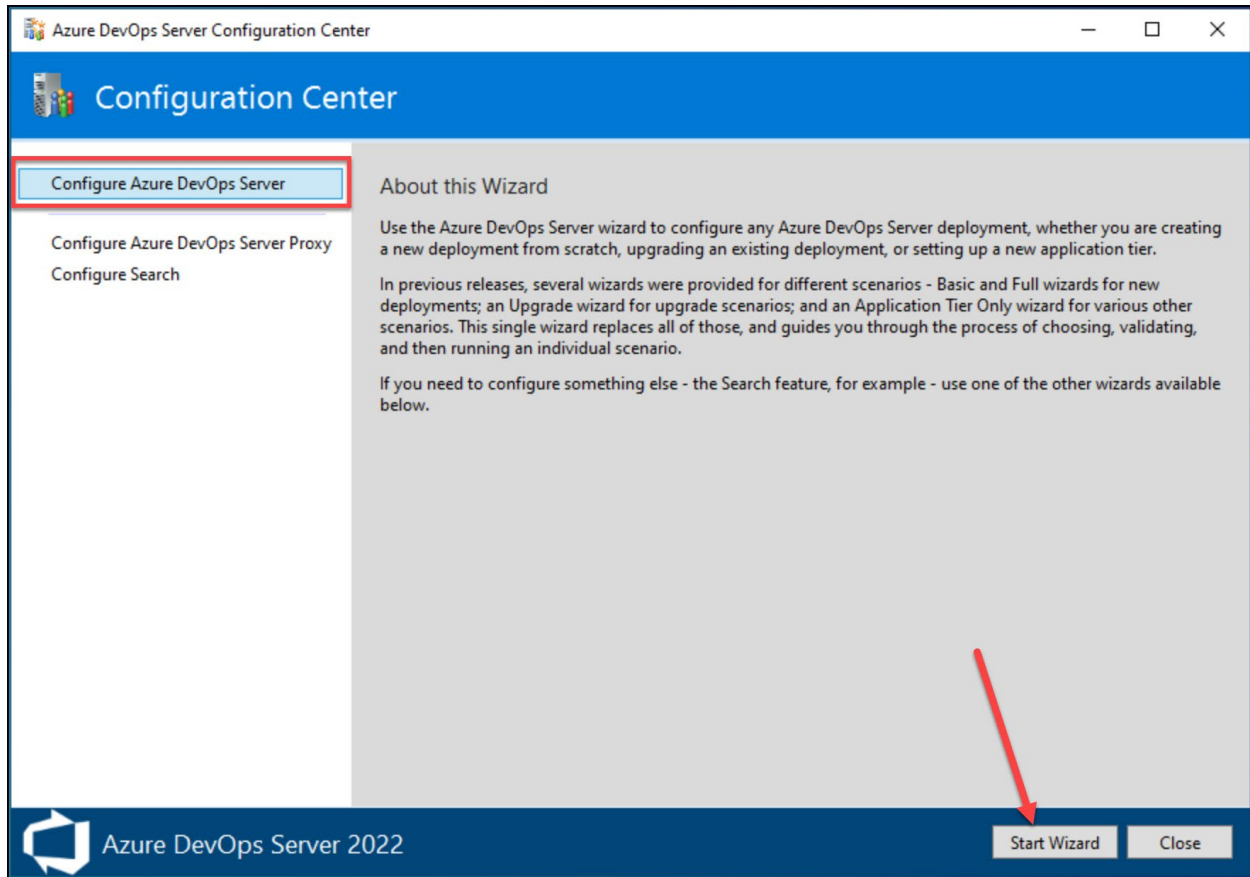 Azure DevOps Server Configuration Center
Configuration Center
Configure Azure DevOps Server
Configure Azure DevOps Server Proxy
Configure Search
About this Wizard
Use the Azure DevOps Server wizard to configure any Azure DevOps Server deployment, whether you are creating
a new deployment from scratch, upgrading an existing deployment, or setting up a new application tier.
In previous releases, several wizards were provided for different scenarios - Basic and Full wizards for new
deployments; an Upgrade wizard for upgrade scenarios; and an Application Tier Only wizard for various other
scenarios. This single wizard replaces all of those, and guides you through the process of choosing, validating,
and then running an individual scenario.
If you need to configure something else - the Search feature, for example - use one of the other wizards available
below.
Azure DevOps Server 2022
Start Wizard
Close